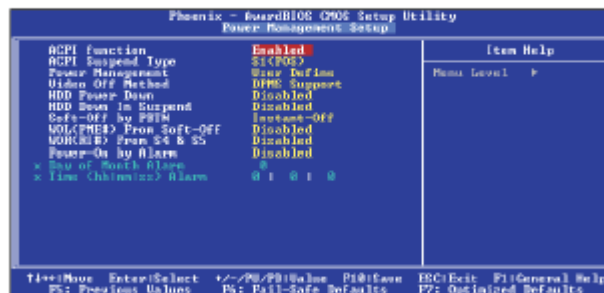 Phoenix - AwardBIOS CMOS Setup Utility
Power Management Setup
ACPI function Enabled
ACPI Suspend Type S1(POS)
Power Management User Define
Video Off Method DPMS Support
HDD Power Down Disabled
HDD Down In Suspend Disabled
Soft-Off by PBTN Instant-Off
WOL(PME#) From Soft-Off Disabled
WOR(RI#) From S4 & S5 Disabled
Power-On by Alarm Disabled
x Day of Month Alarm 0
x Time (hh:mm:ss) Alarm 0 : 0 : 0
Item Help
Menu Level ▶
↑↓→←:Move Enter:Select +/-/PU/PD:Value F10:Save ESC:Exit F1:General Help
F5: Previous Values F6: Fail-Safe Defaults F7: Optimized Defaults